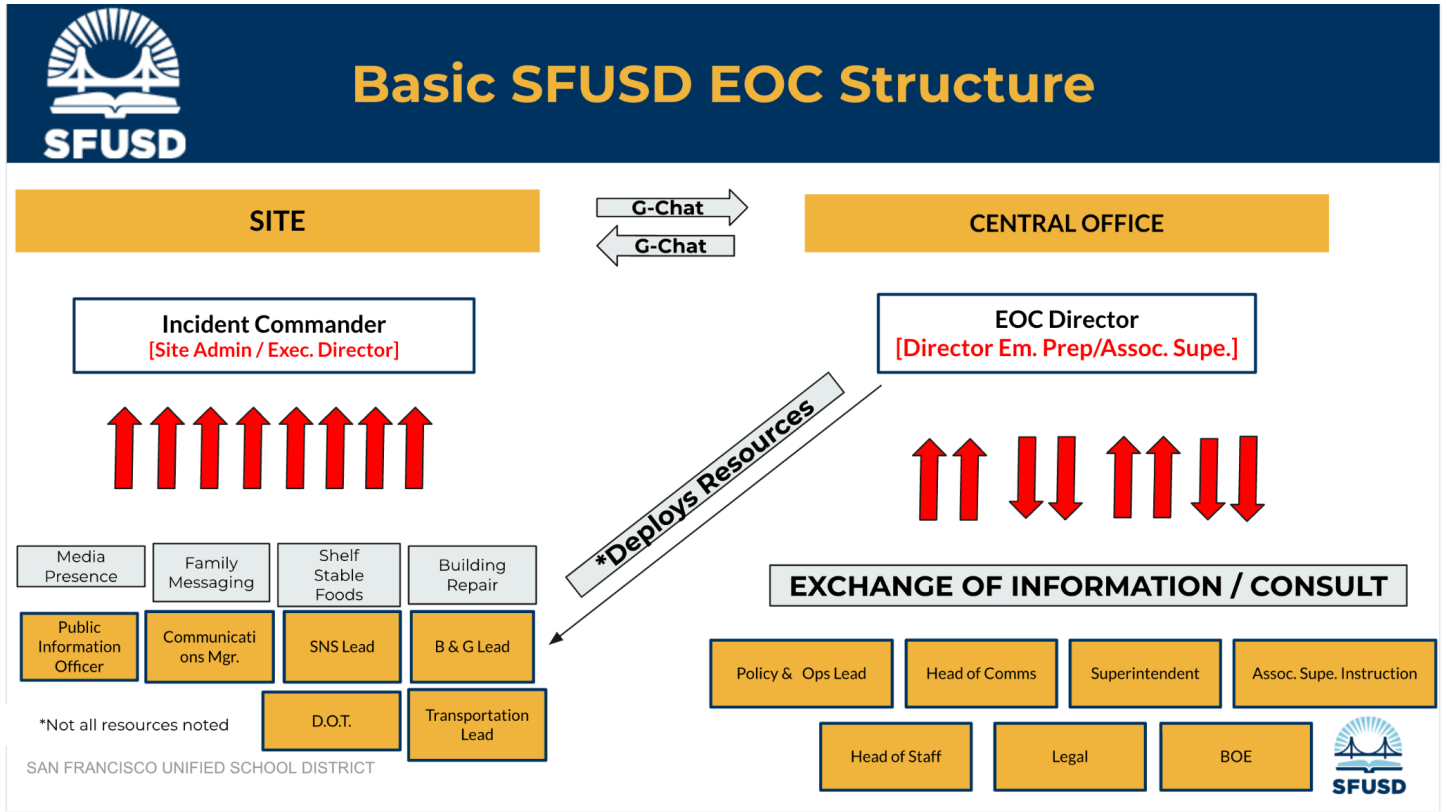 SFUSD
Basic SFUSD EOC Structure
SITE
G-Chat
G-Chat
CENTRAL OFFICE
Incident Commander
[Site Admin / Exec. Director]
EOC Director
[Director Em. Prep/Assoc. Supe.]
*Deploys Resources
Media
Presence
Family
Messaging
Shelf
Stable
Foods
Building
Repair
Public
Information
Officer
Communicati
ons Mgr.
SNS Lead
B & G Lead
*Not all resources noted
D.O.T.
Transportation
Lead
SAN FRANCISCO UNIFIED SCHOOL DISTRICT
EXCHANGE OF INFORMATION / CONSULT
Policy & Ops Lead
Head of Comms
Superintendent
Assoc. Supe. Instruction
Head of Staff
Legal
BOE
SFUSD